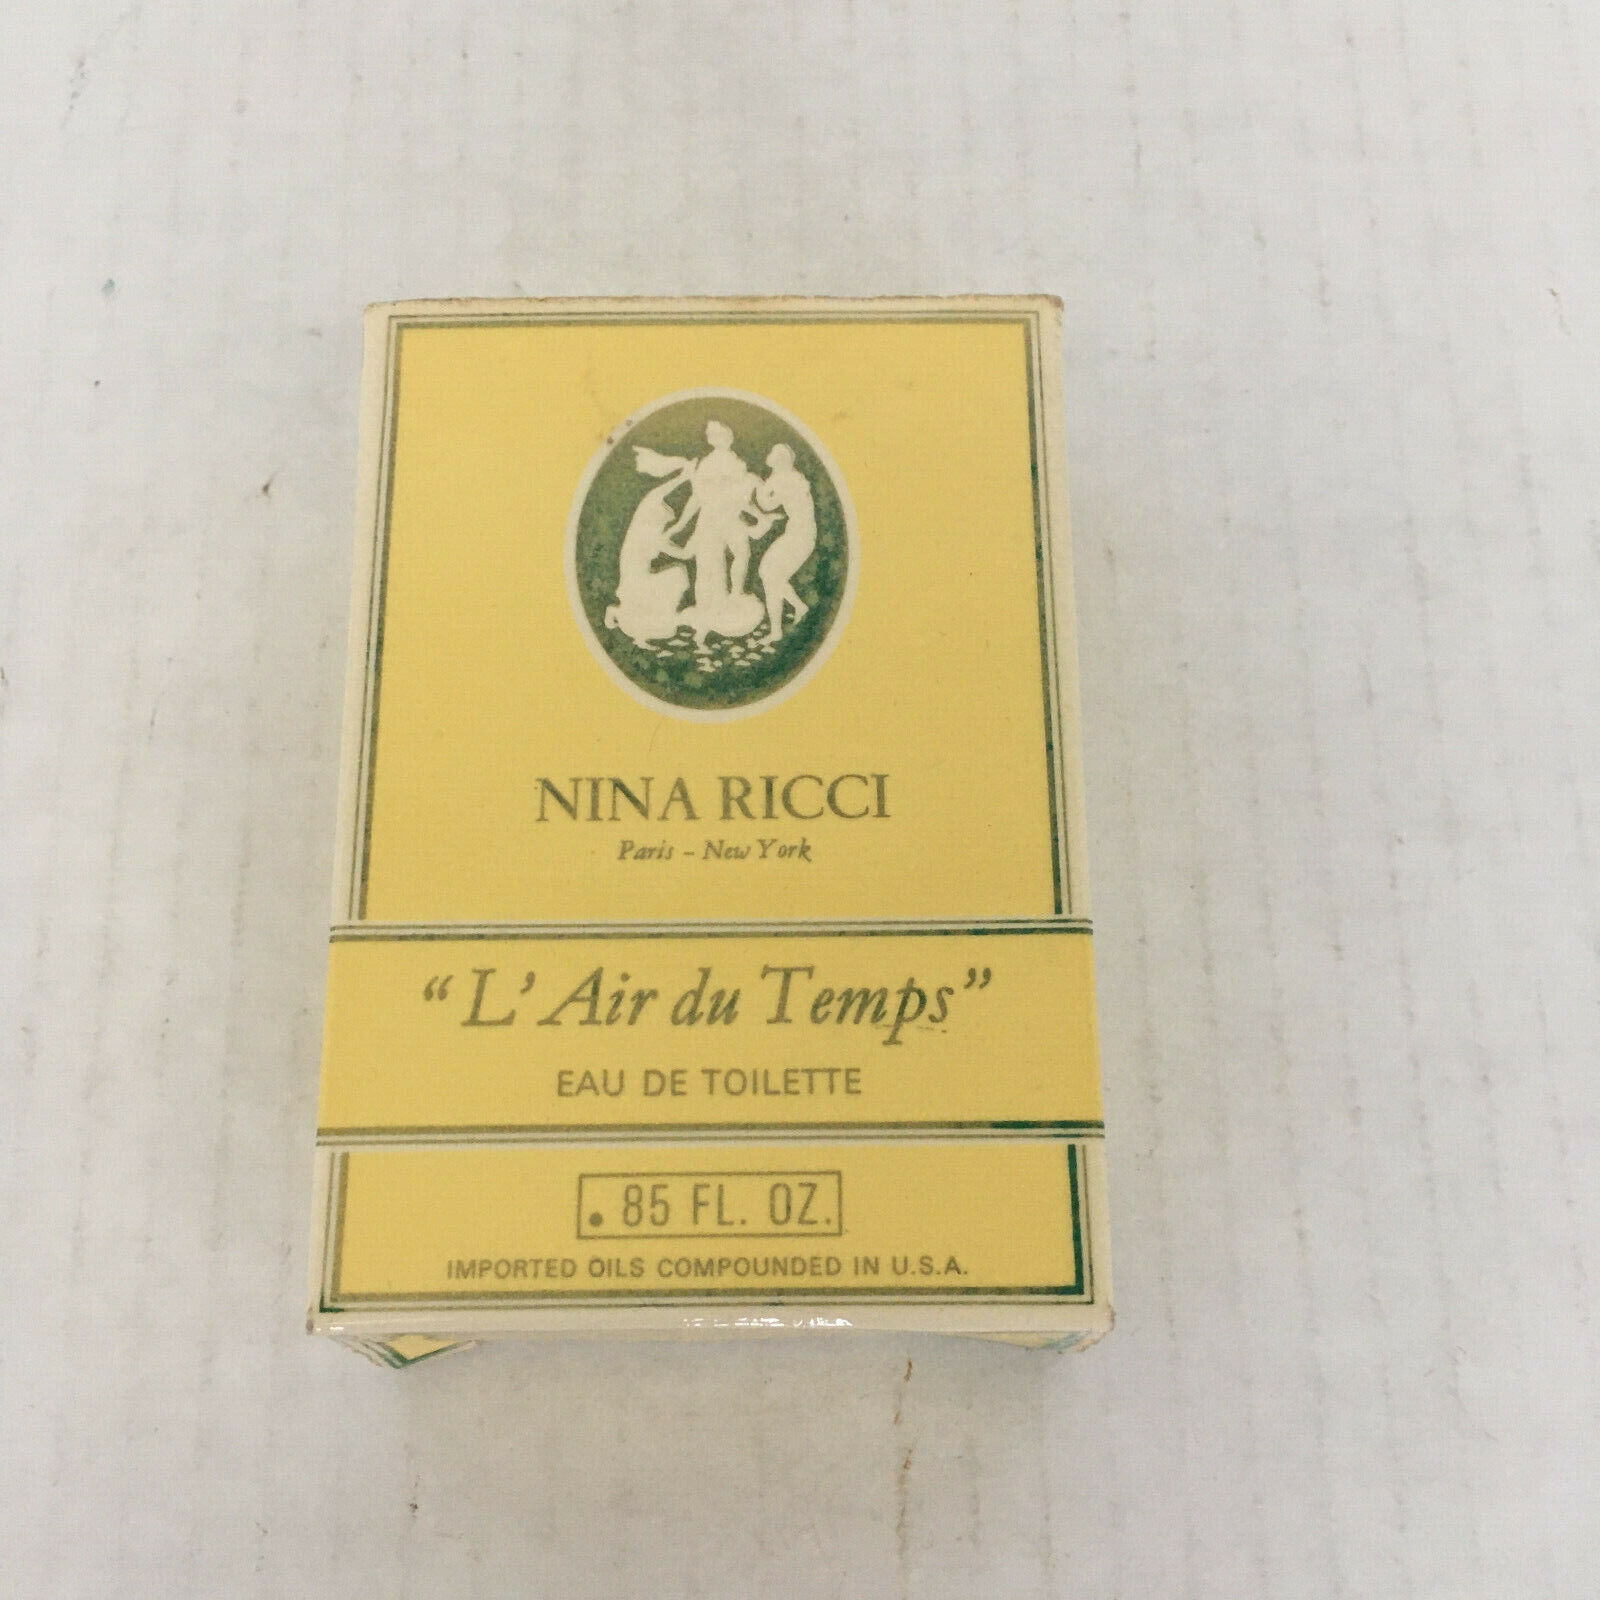 NINA RICCI
Paris - New York
"L'Air du Temps"
EAU DE TOILETTE
.85 FL. OZ.
IMPORTED OILS COMPOUNDED IN U.S.A.